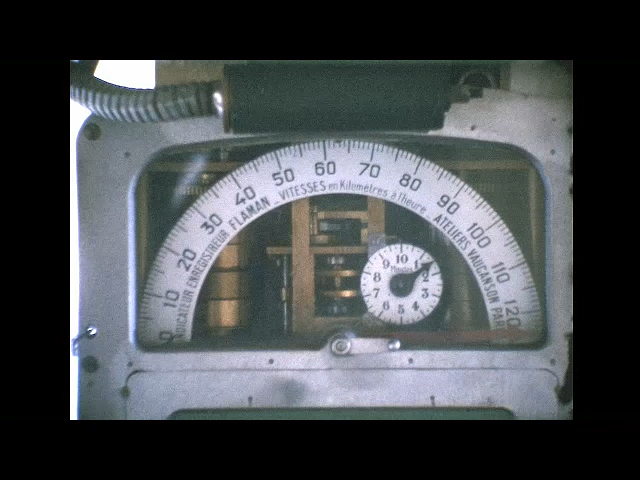 0 10 20 30 40 50 60 70 80 90 100 110 120
INDICATEUR ENREGISTREUR FLAMAN _ VITESSES en Kilomètres à l'heure _ ATELIERS VAUCANSON PARIS
10 1 2 3 4 5 6 7 8 9